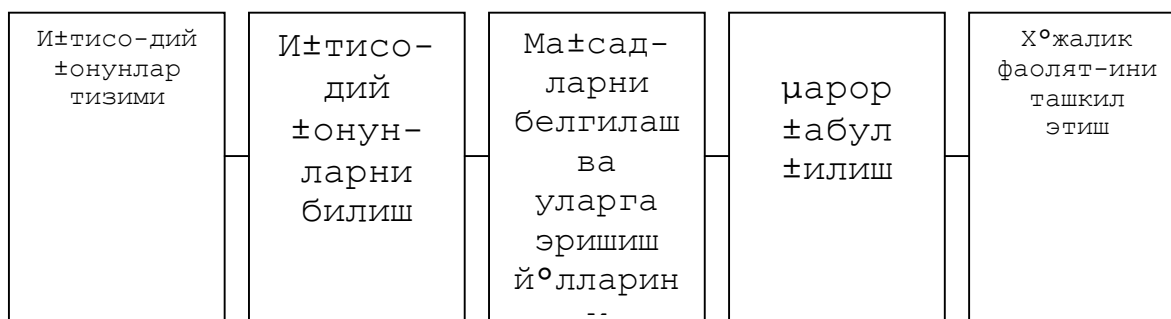 И±тисо-дий
±онунлар
тизими
И±тисо-
дий
±онун-
ларни
билиш
Ма±сад-
ларни
белгилаш
ва
уларга
эришиш
й°лларин
µарор
±абул
±илиш
Х°жалик
фаолят-ини
ташкил
этиш